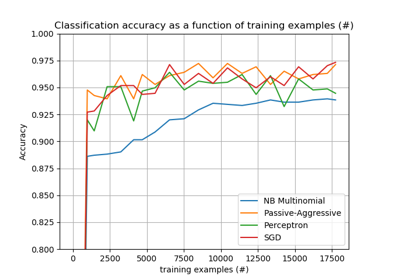 Classification accuracy as a function of training examples (#)
1.000
0.975
0.950
0.925
0.900
0.875
0.850
0.825
0.800
Accuracy
NB Multinomial
Passive-Aggressive
Perceptron
SGD
0 2500 5000 7500 10000 12500 15000 17500
training examples (#)